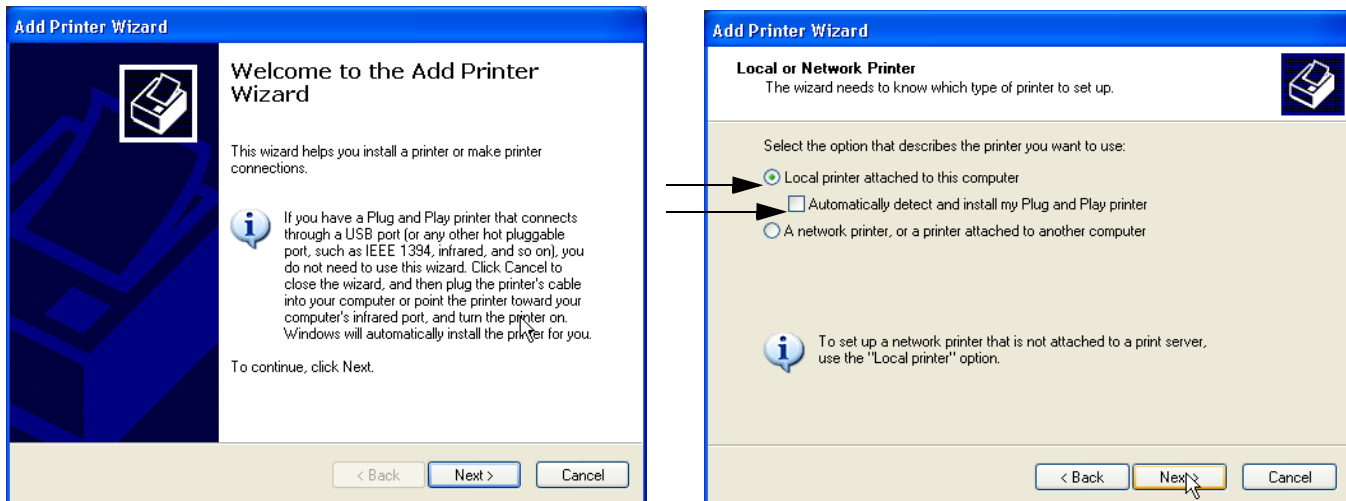 Add Printer Wizard
Welcome to the Add Printer
Wizard
This wizard helps you install a printer or make printer
connections.
If you have a Plug and Play printer that connects
through a USB port (or any other hot pluggable
port, such as IEEE 1394, infrared, and so on), you
do not need to use this wizard. Click Cancel to
close the wizard, and then plug the printer's cable
into your computer or point the printer toward your
computer's infrared port, and turn the printer on.
Windows will automatically install the printer for you.
To continue, click Next.
< Back
Next >
Cancel
Add Printer Wizard
Local or Network Printer
The wizard needs to know which type of printer to set up.
Select the option that describes the printer you want to use:
Local printer attached to this computer
Automatically detect and install my Plug and Play printer
A network printer, or a printer attached to another computer
To set up a network printer that is not attached to a print server,
use the "Local printer" option.
< Back
Next >
Cancel